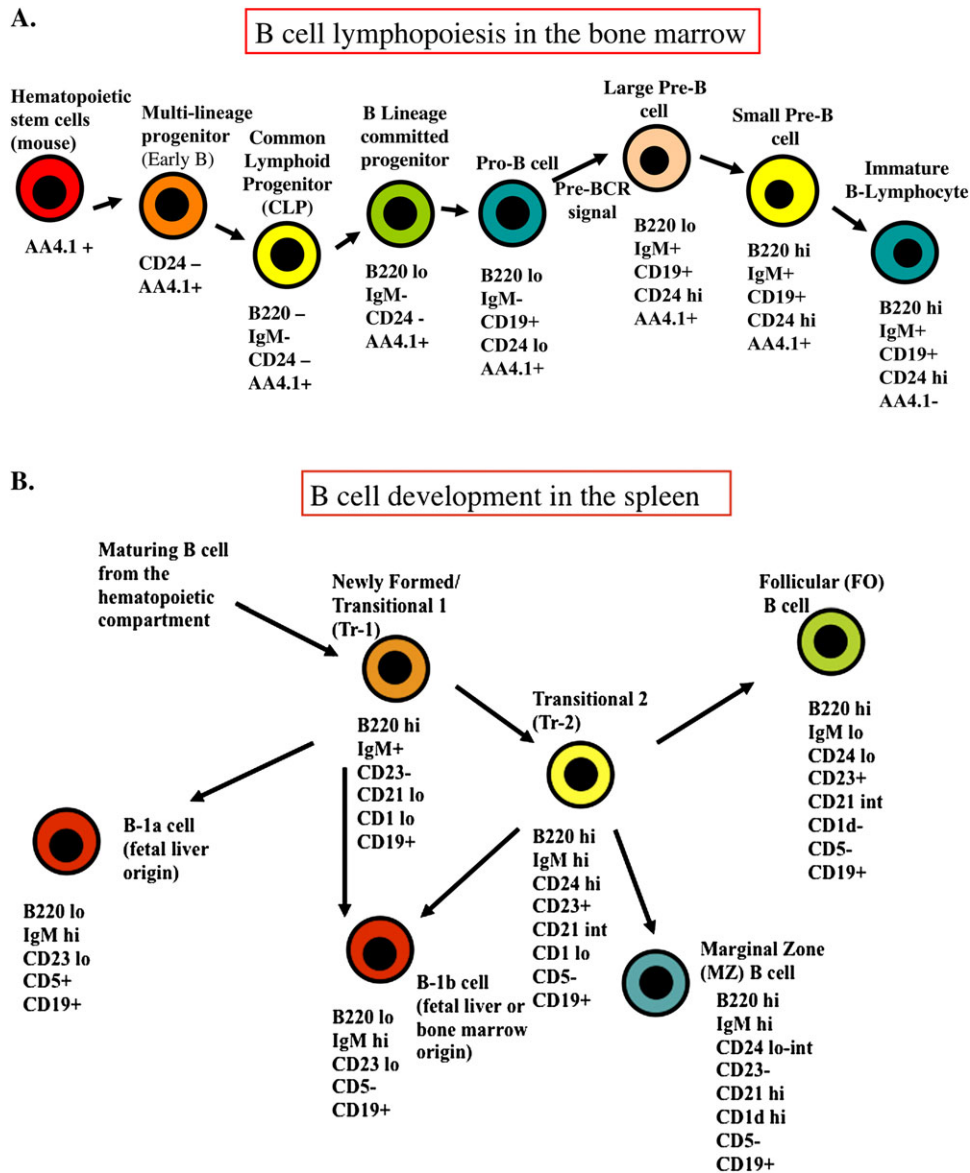 A.
B cell lymphopoiesis in the bone marrow
Hematopoietic
stem cells
(mouse)
AA4.1 +
Multi-lineage
progenitor
(Early B)
CD24 –
AA4.1+
Common
Lymphoid
Progenitor
(CLP)
B220 –
IgM-
CD24 –
AA4.1+
B Lineage
committed
progenitor
B220 lo
IgM-
CD24 -
AA4.1+
Pro-B cell
B220 lo
IgM-
CD19+
CD24 lo
AA4.1+
Pre-BCR
signal
Large Pre-B
cell
B220 lo
IgM+
CD19+
CD24 hi
AA4.1+
Small Pre-B
cell
B220 hi
IgM+
CD19+
CD24 hi
AA4.1+
Immature
B-Lymphocyte
B220 hi
IgM+
CD19+
CD24 hi
AA4.1-
B.
B cell development in the spleen
Maturing B cell
from the
hematopoietic
compartment
Newly Formed/
Transitional 1
(Tr-1)
B220 hi
IgM+
CD23-
CD21 lo
CD1 lo
CD19+
Transitional 2
(Tr-2)
B220 hi
IgM hi
CD24 hi
CD23+
CD21 int
CD1 lo
CD5-
CD19+
Follicular (FO)
B cell
B220 hi
IgM lo
CD24 lo
CD23+
CD21 int
CD1d-
CD5-
CD19+
B-1a cell
(fetal liver
origin)
B220 lo
IgM hi
CD23 lo
CD5+
CD19+
B-1b cell
(fetal liver or
bone marrow
origin)
B220 lo
IgM hi
CD23 lo
CD5-
CD19+
Marginal Zone
(MZ) B cell
B220 hi
IgM hi
CD24 lo-int
CD23-
CD21 hi
CD1d hi
CD5-
CD19+